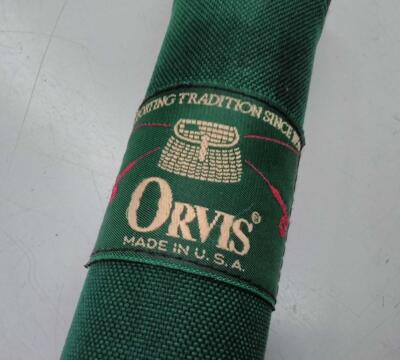 TRADITION SINCE
ORVIS®
MADE IN U.S.A.